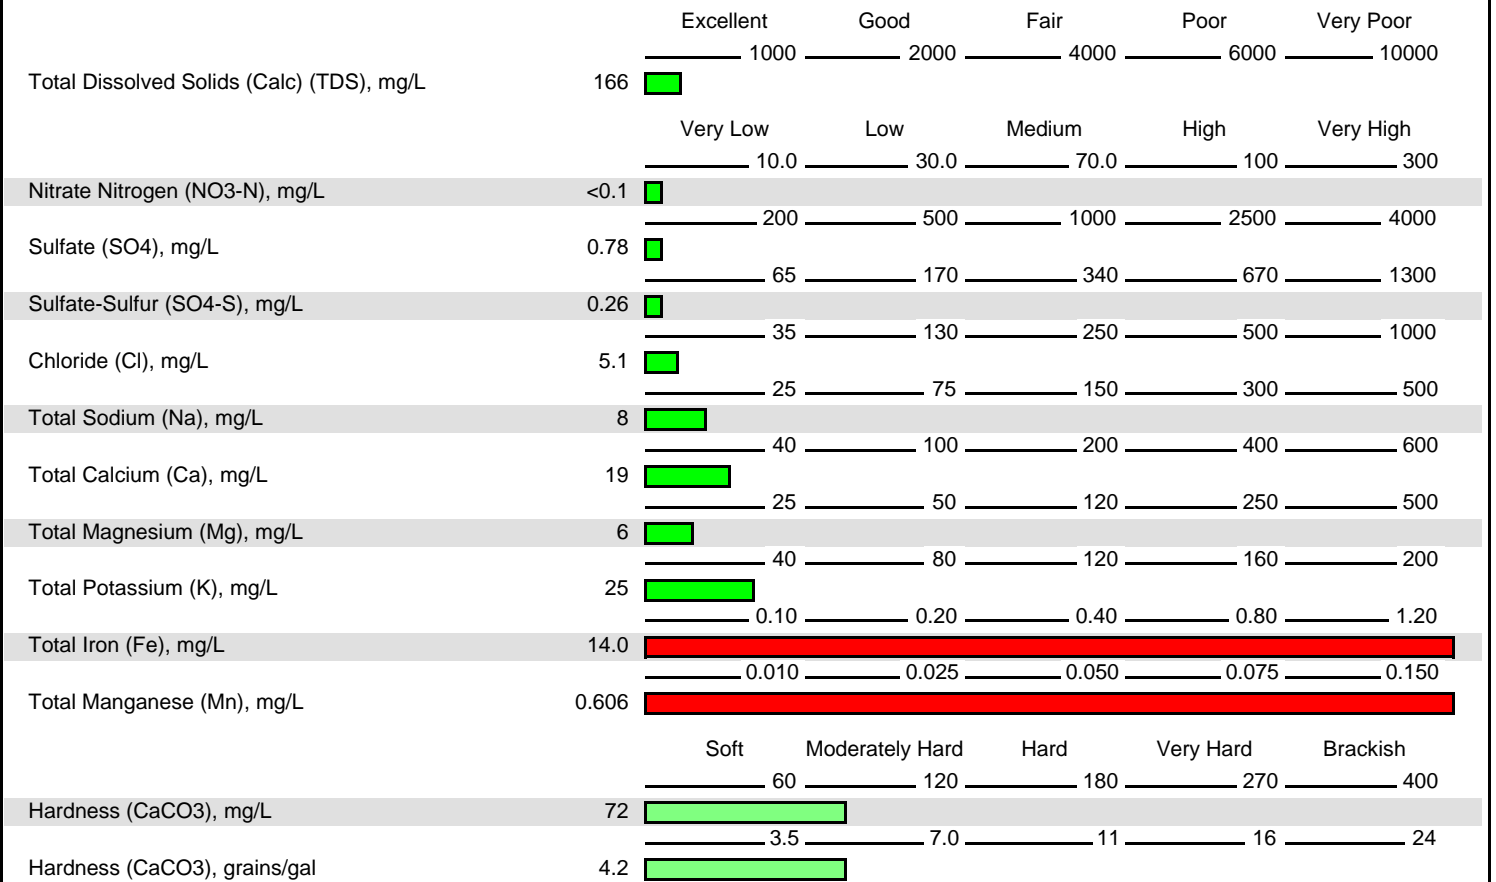 Excellent Good Fair Poor Very Poor
1000 2000 4000 6000 10000
Total Dissolved Solids (Calc) (TDS), mg/L 166
Very Low Low Medium High Very High
10.0 30.0 70.0 100 300
Nitrate Nitrogen (NO3-N), mg/L <0.1
200 500 1000 2500 4000
Sulfate (SO4), mg/L 0.78
65 170 340 670 1300
Sulfate-Sulfur (SO4-S), mg/L 0.26
35 130 250 500 1000
Chloride (Cl), mg/L 5.1
25 75 150 300 500
Total Sodium (Na), mg/L 8
40 100 200 400 600
Total Calcium (Ca), mg/L 19
25 50 120 250 500
Total Magnesium (Mg), mg/L 6
40 80 120 160 200
Total Potassium (K), mg/L 25
0.10 0.20 0.40 0.80 1.20
Total Iron (Fe), mg/L 14.0
0.010 0.025 0.050 0.075 0.150
Total Manganese (Mn), mg/L 0.606
Soft Moderately Hard Hard Very Hard Brackish
60 120 180 270 400
Hardness (CaCO3), mg/L 72
3.5 7.0 11 16 24
Hardness (CaCO3), grains/gal 4.2